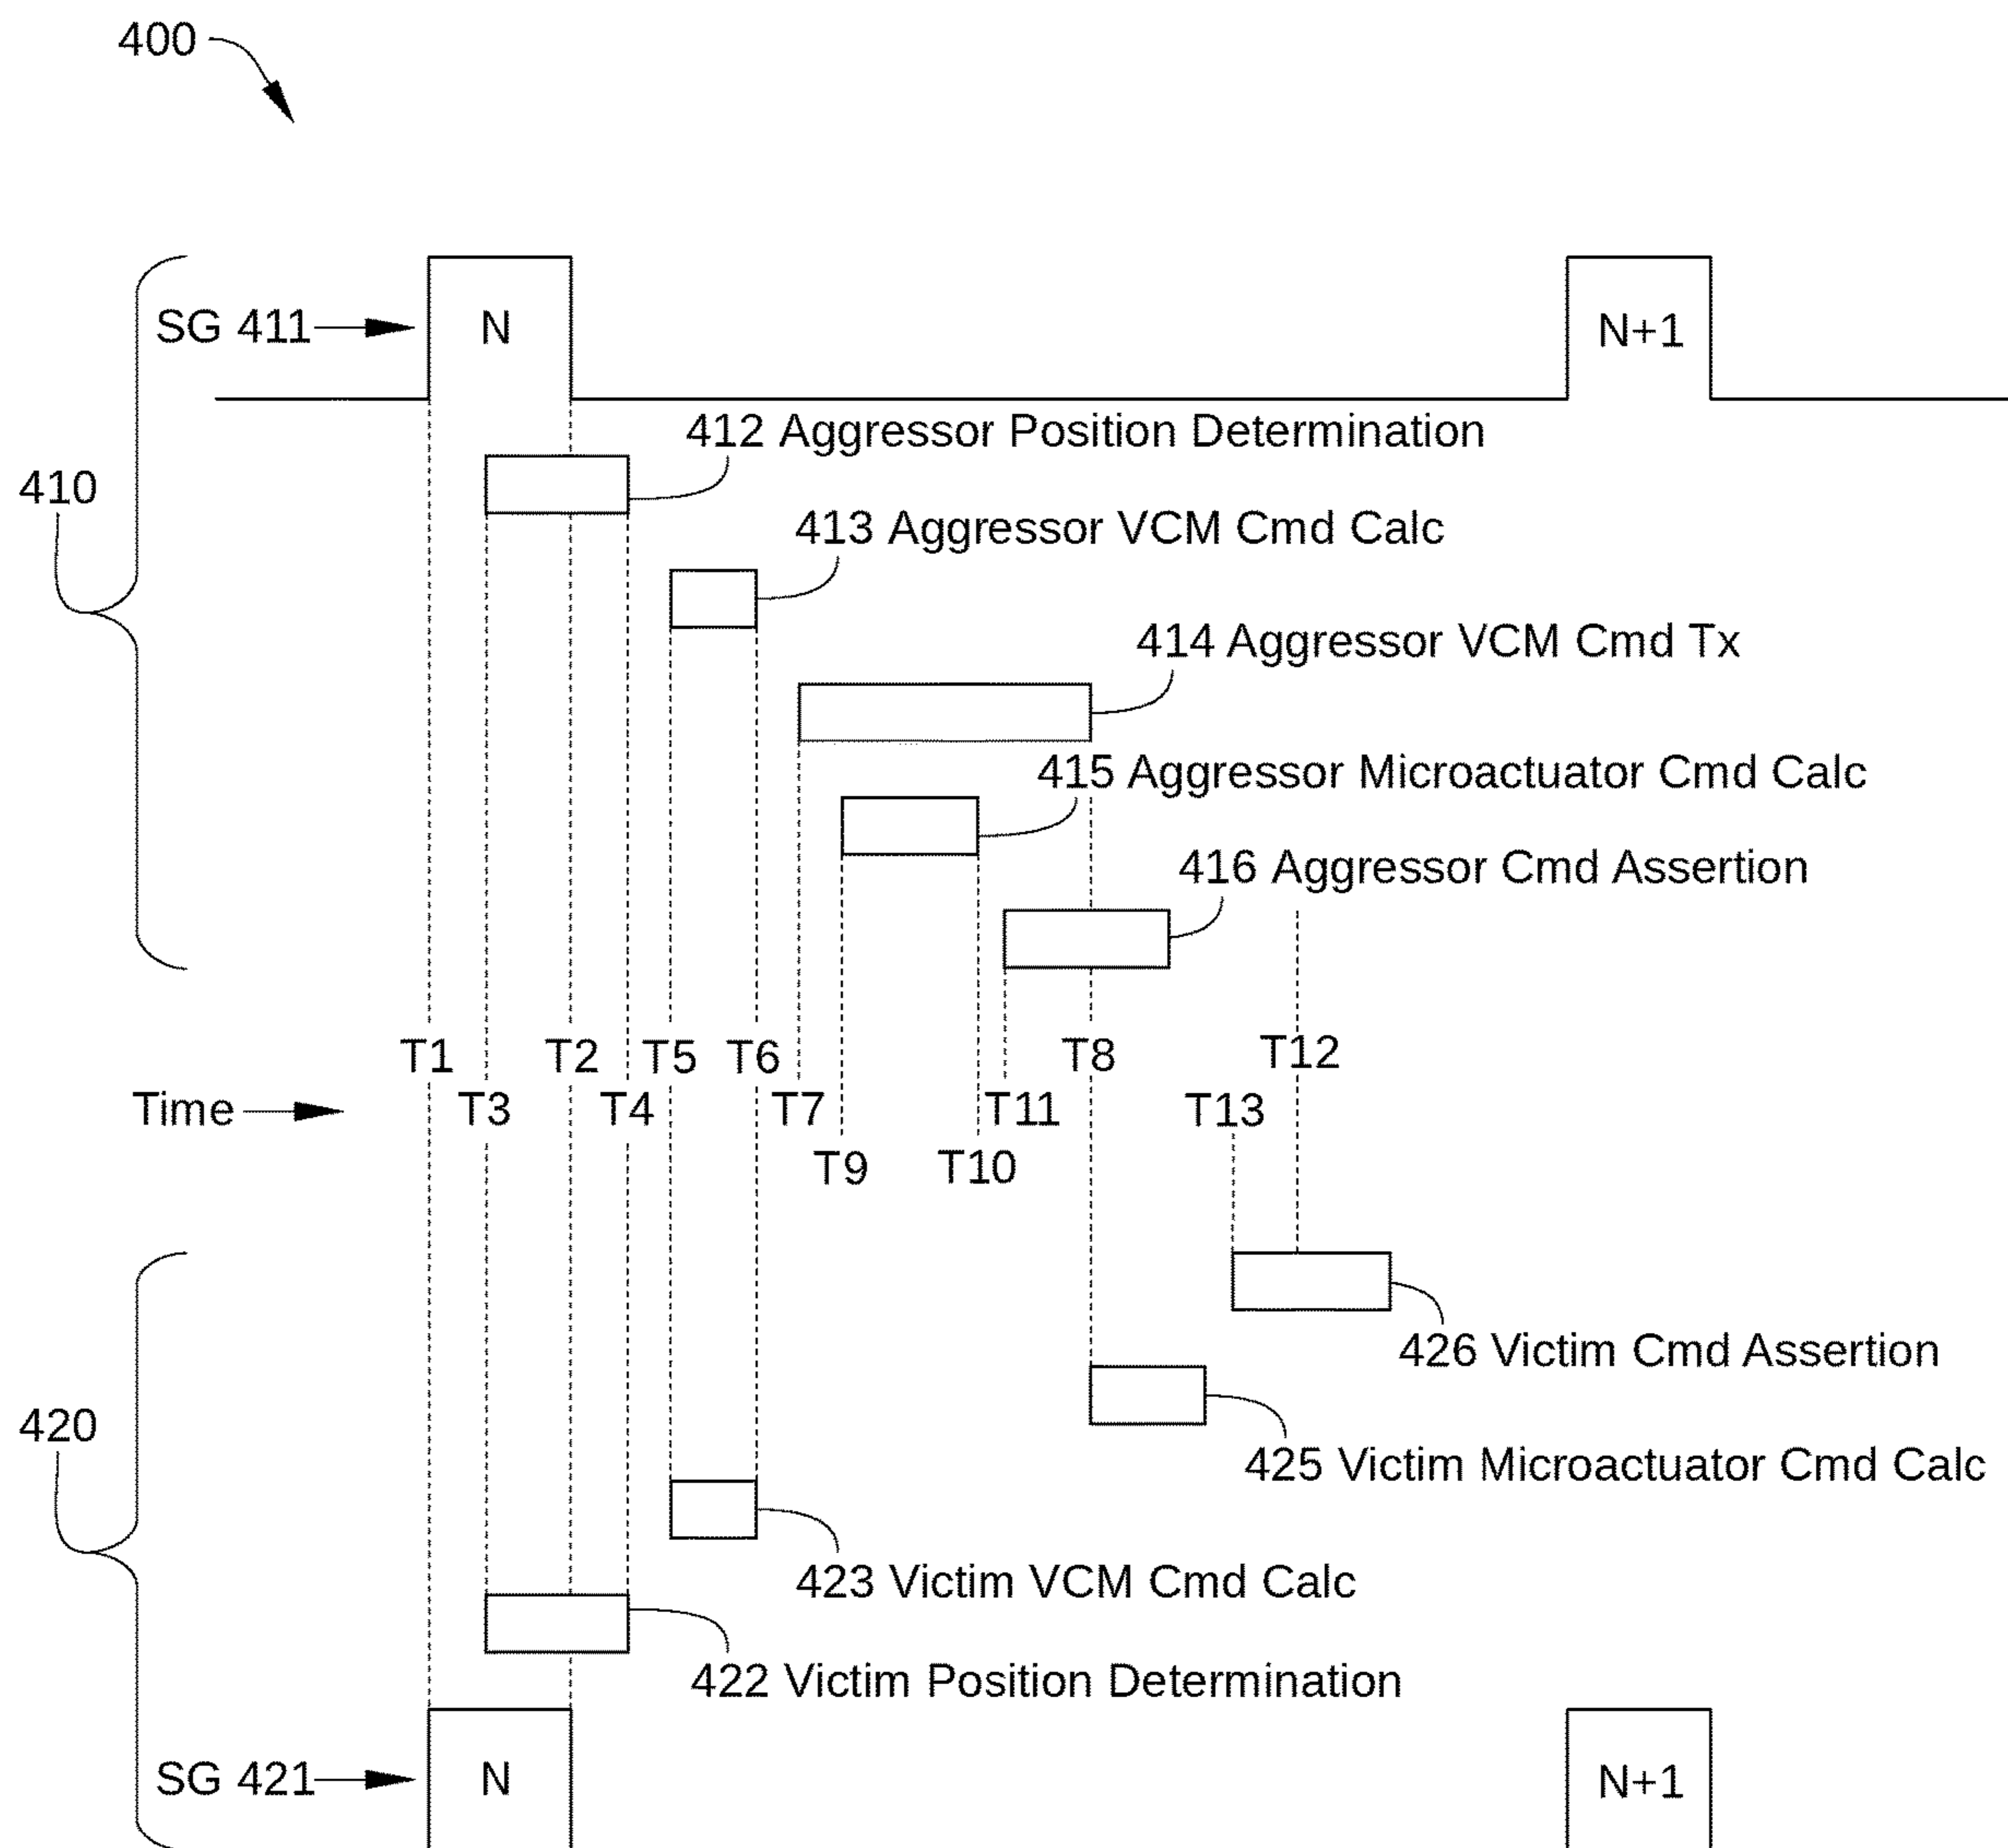 400
SG 411
N
N+1
412 Aggressor Position Determination
410
413 Aggressor VCM Cmd Calc
414 Aggressor VCM Cmd Tx
415 Aggressor Microactuator Cmd Calc
416 Aggressor Cmd Assertion
T1 T2 T5 T6 T8 T12
Time T3 T4 T7 T11 T13
T9 T10
426 Victim Cmd Assertion
420
425 Victim Microactuator Cmd Calc
423 Victim VCM Cmd Calc
422 Victim Position Determination
SG 421
N
N+1